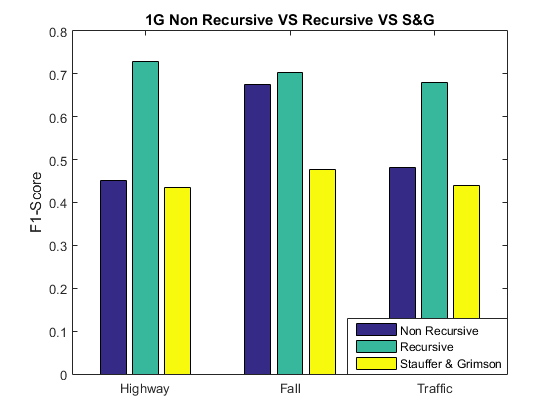 1G Non Recursive VS Recursive VS S&G
F1-Score
0.8
0.7
0.6
0.5
0.4
0.3
0.2
0.1
0
Highway
Fall
Traffic
Non Recursive
Recursive
Stauffer & Grimson